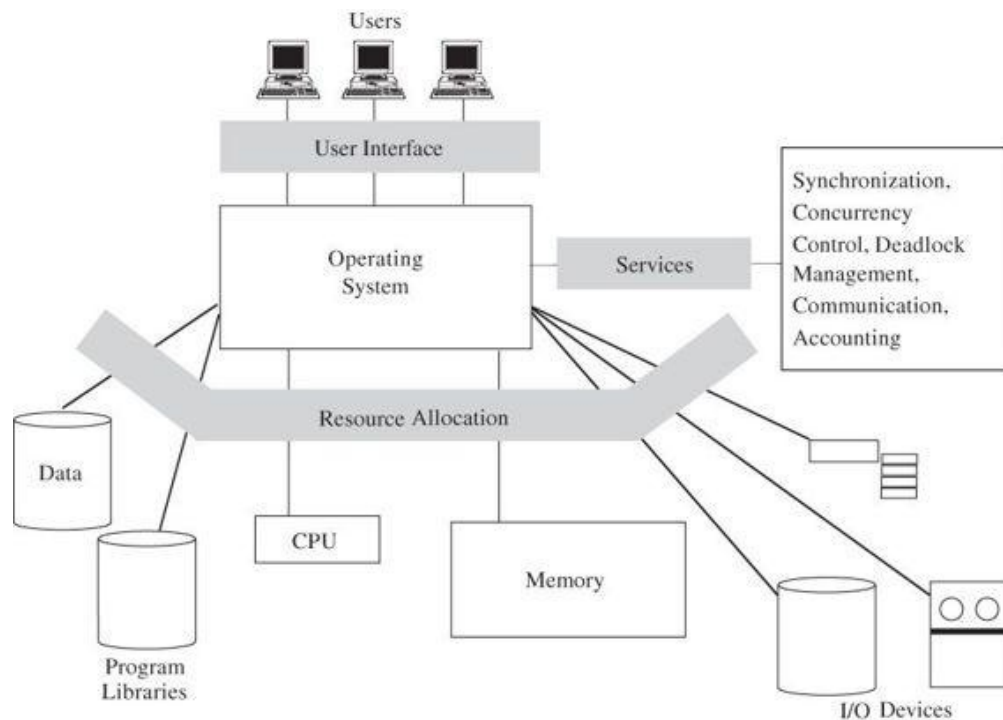 Users
User Interface
Operating
System
Services
Synchronization,
Concurrency
Control, Deadlock
Management,
Communication,
Accounting
Resource Allocation
Data
CPU
Memory
Program
Libraries
I/O Devices